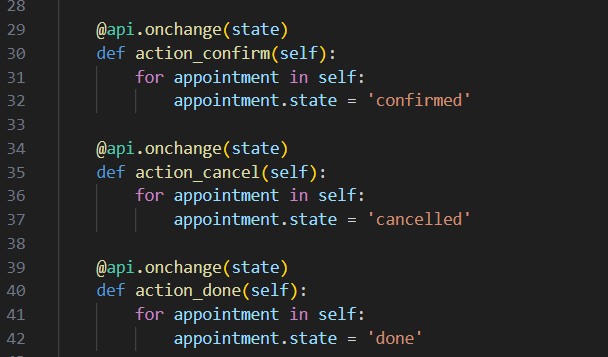 28
29 @api.onchange(state)
30 def action_confirm(self):
31 for appointment in self:
32 appointment.state = 'confirmed'
33
34 @api.onchange(state)
35 def action_cancel(self):
36 for appointment in self:
37 appointment.state = 'cancelled'
38
39 @api.onchange(state)
40 def action_done(self):
41 for appointment in self:
42 appointment.state = 'done'